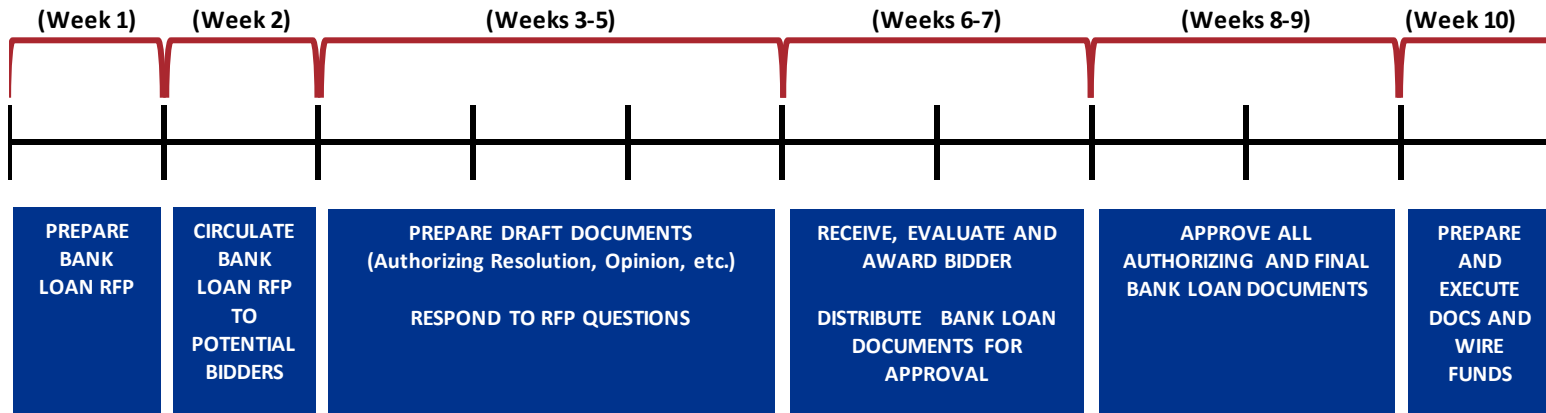 (Week 1)
(Week 2)
(Weeks 3-5)
(Weeks 6-7)
(Weeks 8-9)
(Week 10)
PREPARE
BANK
LOAN RFP
CIRCULATE
BANK
LOAN RFP
TO
POTENTIAL
BIDDERS
PREPARE DRAFT DOCUMENTS
(Authorizing Resolution, Opinion, etc.)
RESPOND TO RFP QUESTIONS
RECEIVE, EVALUATE AND
AWARD BIDDER
DISTRIBUTE BANK LOAN
DOCUMENTS FOR
APPROVAL
APPROVE ALL
AUTHORIZING AND FINAL
BANK LOAN DOCUMENTS
PREPARE
AND
EXECUTE
DOCS AND
WIRE
FUNDS